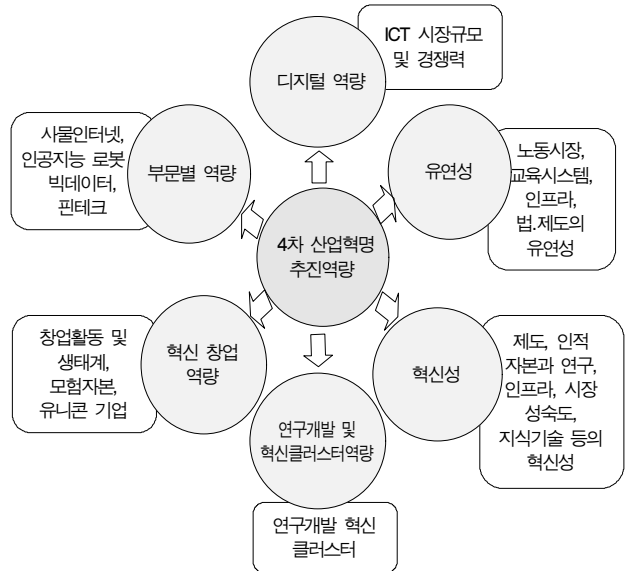 ICT 시장규모
및 경쟁력
디지털 역량
사물인터넷,
인공지능 로봇
빅데이터,
핀테크
부문별 역량
유연성
노동시장,
교육시스템,
인프라,
법.제도의
유연성
4차 산업혁명
추진역량
창업활동 및
생태계,
모험자본,
유니콘 기업
혁신 창업
역량
혁신성
제도, 인적
자본과 연구,
인프라, 시장
성숙도,
지식기술 등의
혁신성
연구개발 및
혁신클러스터역량
연구개발 혁신
클러스터